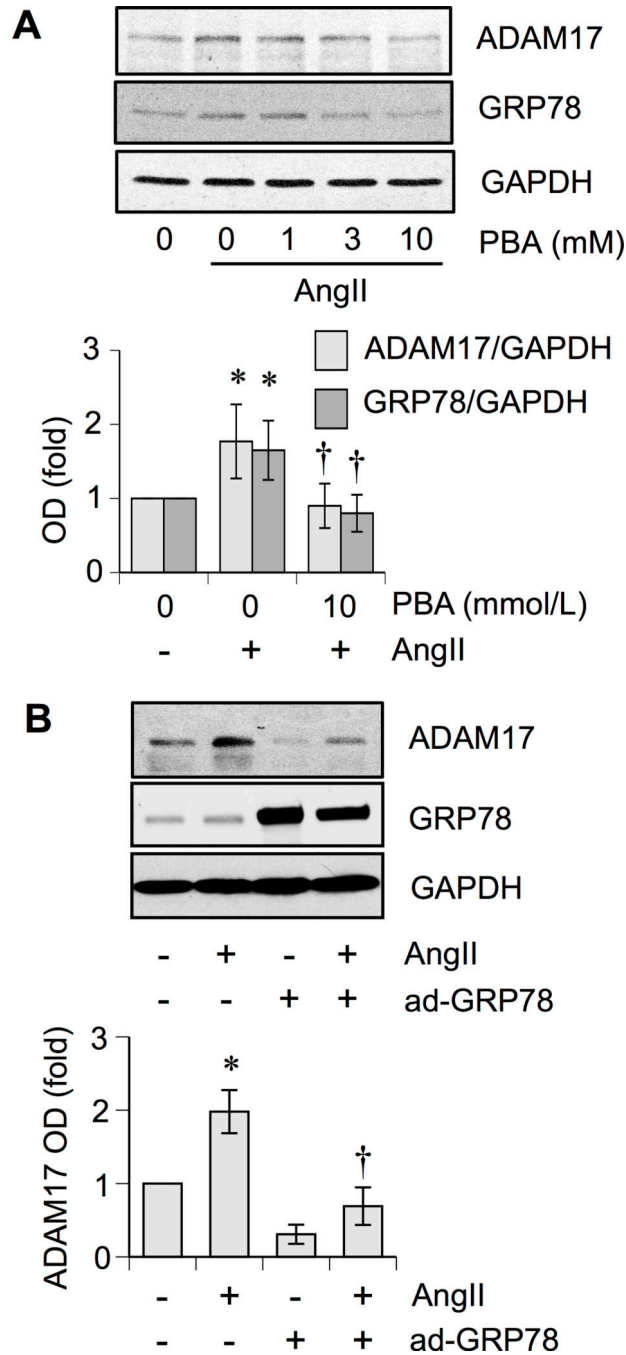 A
ADAM17
GRP78
GAPDH
0 0 1 3 10 PBA (mM)
AngII
ADAM17/GAPDH
GRP78/GAPDH
OD (fold)
3
2
1
0
* *
† †
0 0 10 PBA (mmol/L)
- + + AngII
B
ADAM17
GRP78
GAPDH
- + - + AngII
- - + + ad-GRP78
ADAM17 OD (fold)
3
2
1
0
*
†
- + - + AngII
- - + + ad-GRP78